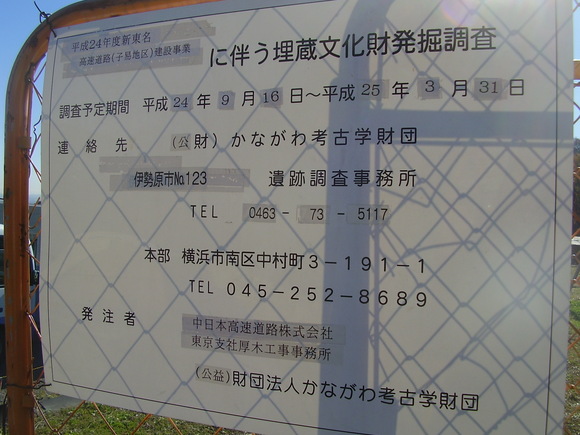 平成24年度新東名
高速道路(子易地区)建設事業 に伴う埋蔵文化財発掘調査
調査予定期間 平成24年9月16日～平成25年3月31日
連絡先 (公財)かながわ考古学財団
伊勢原市No123 遺跡調査事務所
TEL 0463-73-5117
本部 横浜市南区中村町3-191-1
TEL 045-252-8689
発注者 中日本高速道路株式会社
東京支社厚木工事事務所
(公益)財団法人かながわ考古学財団